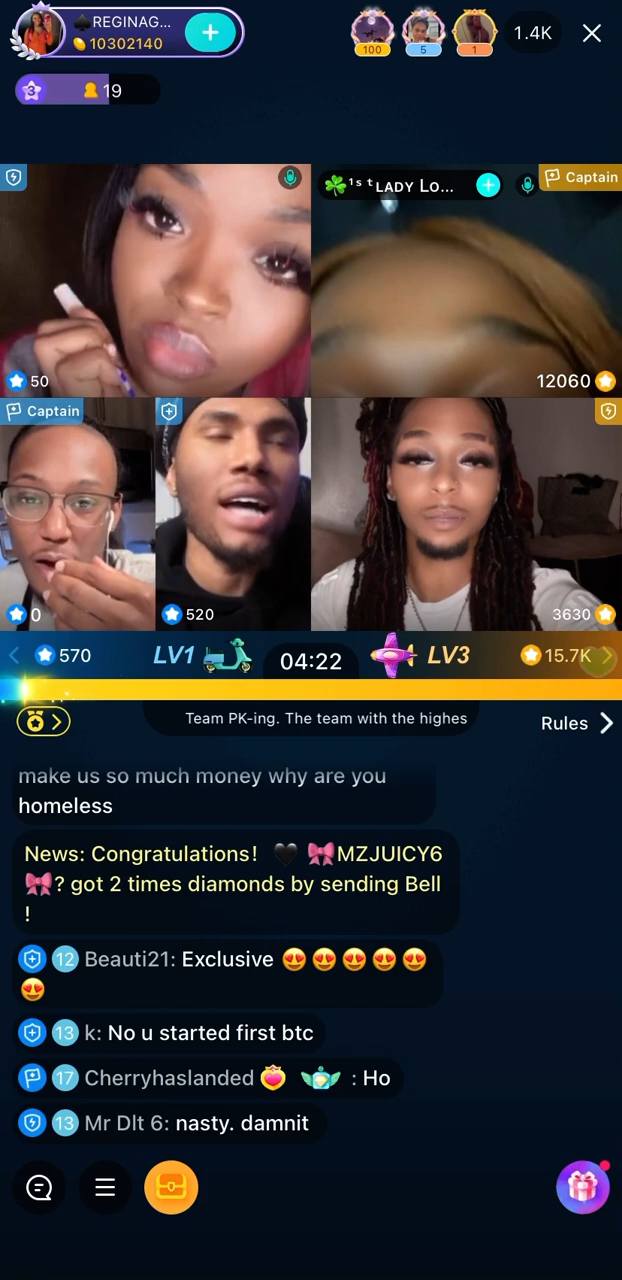 ♠REGINAG...
10302140
100
5
1
1.4K
3
19
☘️¹ˢᵗLADY Lo...
Captain
50
12060
Captain
0
520
3630
570
LV1
04:22
LV3
15.7K
Team PK-ing. The team with the highes
Rules
make us so much money why are you
homeless
News: Congratulations! 🖤 🎀MZJUICY6
🎀? got 2 times diamonds by sending Bell
!
12 Beauti21: Exclusive 😍 😍 😍 😍 😍
😍
13 k: No u started first btc
17 Cherryhaslanded : Ho
13 Mr Dlt 6: nasty. damnit